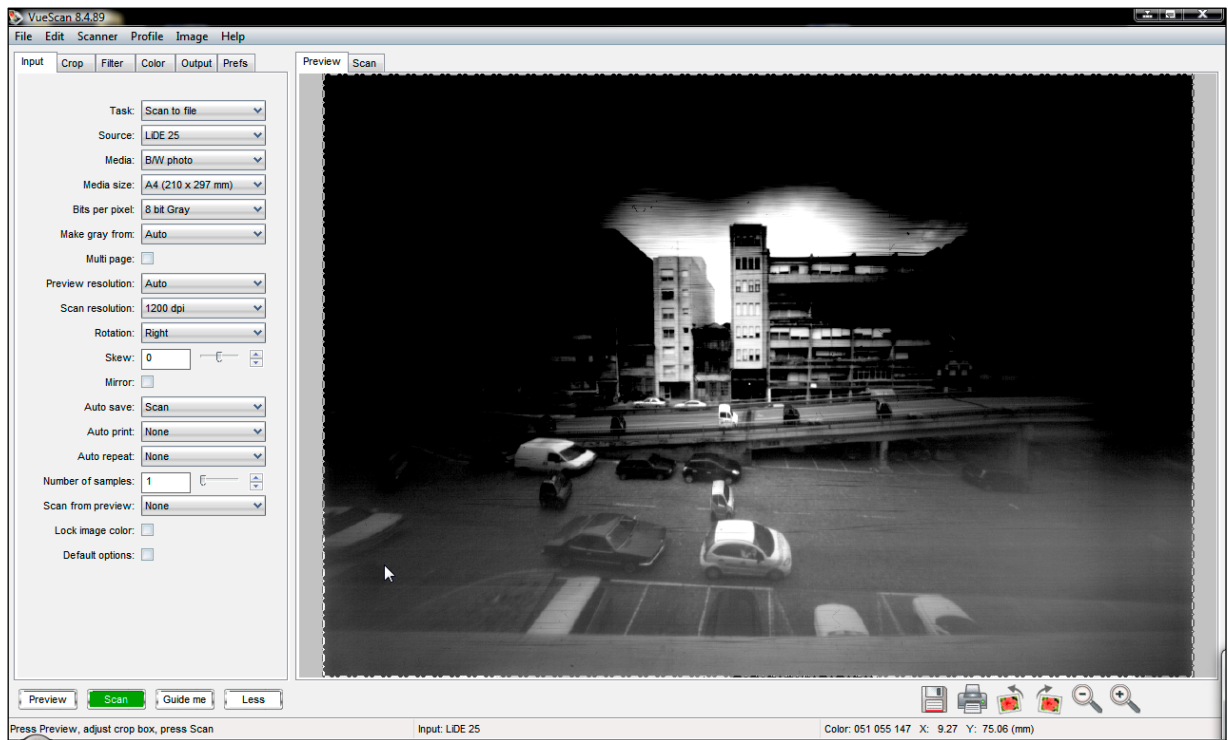 VueScan 8.4.89
File Edit Scanner Profile Image Help
Input Crop Filter Color Output Prefs
Preview Scan
Task: Scan to file
Source: LiDE 25
Media: B/W photo
Media size: A4 (210 x 297 mm)
Bits per pixel: 8 bit Gray
Make gray from: Auto
Multi page:
Preview resolution: Auto
Scan resolution: 1200 dpi
Rotation: Right
Skew: 0
Mirror:
Auto save: Scan
Auto print: None
Auto repeat: None
Number of samples: 1
Scan from preview: None
Lock image color:
Default options:
Preview Scan Guide me Less
Press Preview, adjust crop box, press Scan Input: LiDE 25 Color: 051 055 147 X: 9.27 Y: 75.06 (mm)